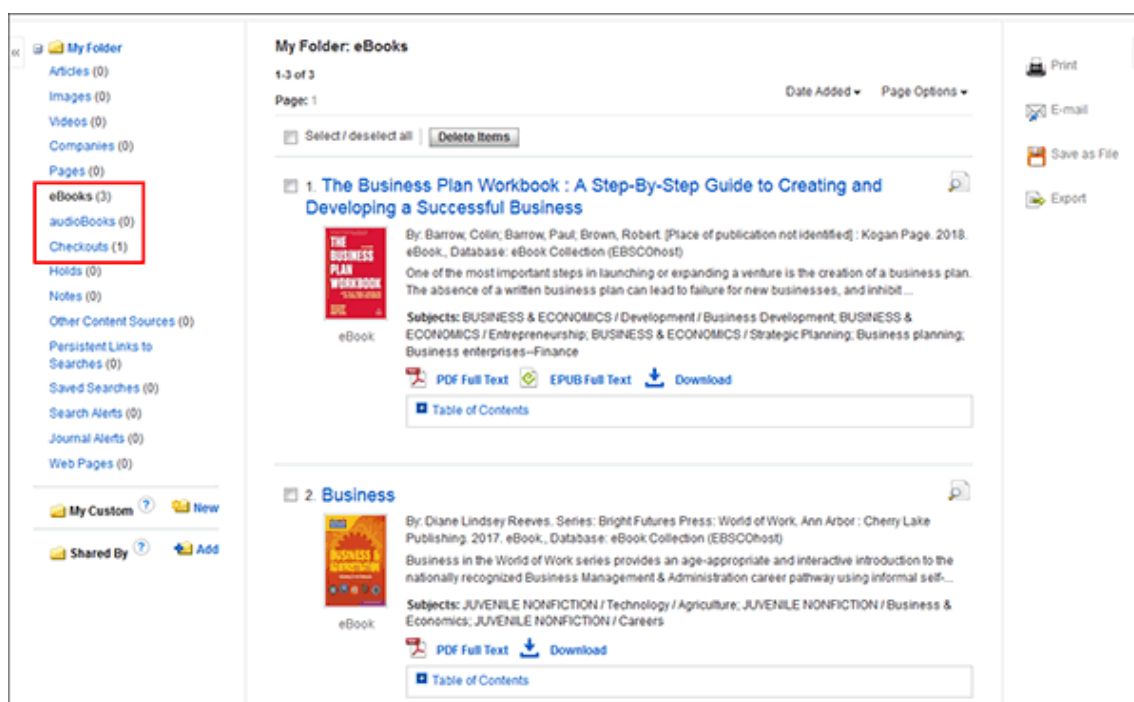 «
My Folder
Articles (0)
Images (0)
Videos (0)
Companies (0)
Pages (0)
eBooks (3)
audioBooks (0)
Checkouts (1)
Holds (0)
Notes (0)
Other Content Sources (0)
Persistent Links to
Searches (0)
Saved Searches (0)
Search Alerts (0)
Journal Alerts (0)
Web Pages (0)
My Custom ? New
Shared By ? Add
My Folder: eBooks
1-3 of 3
Page: 1
Date Added Page Options
Select / deselect all Delete Items
1. The Business Plan Workbook : A Step-By-Step Guide to Creating and
Developing a Successful Business
THE
BUSINESS
PLAN
WORKBOOK
eBook
By: Barrow, Colin; Barrow, Paul; Brown, Robert. [Place of publication not identified] : Kogan Page. 2018.
eBook., Database: eBook Collection (EBSCOhost)
One of the most important steps in launching or expanding a venture is the creation of a business plan.
The absence of a written business plan can lead to failure for new businesses, and inhibit ...
Subjects: BUSINESS & ECONOMICS / Development / Business Development; BUSINESS &
ECONOMICS / Entrepreneurship; BUSINESS & ECONOMICS / Strategic Planning; Business planning;
Business enterprises--Finance
PDF Full Text EPUB Full Text Download
Table of Contents
2. Business
BUSINESS &
ADMINISTRATION
eBook
By: Diane Lindsey Reeves. Series: Bright Futures Press: World of Work. Ann Arbor : Cherry Lake
Publishing. 2017. eBook., Database: eBook Collection (EBSCOhost)
Business in the World of Work series provides an age-appropriate and interactive introduction to the
nationally recognized Business Management & Administration career pathway using informal self-...
Subjects: JUVENILE NONFICTION / Technology / Agriculture; JUVENILE NONFICTION / Business &
Economics; JUVENILE NONFICTION / Careers
PDF Full Text Download
Table of Contents
Print
E-mail
Save as File
Export